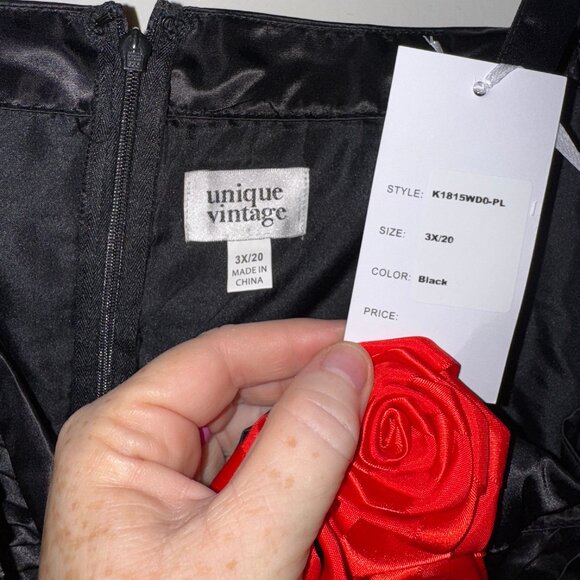 unique
vintage
3X/20
MADE IN
CHINA
STYLE: K1815WD0-PL
SIZE: 3X/20
COLOR: Black
PRICE: